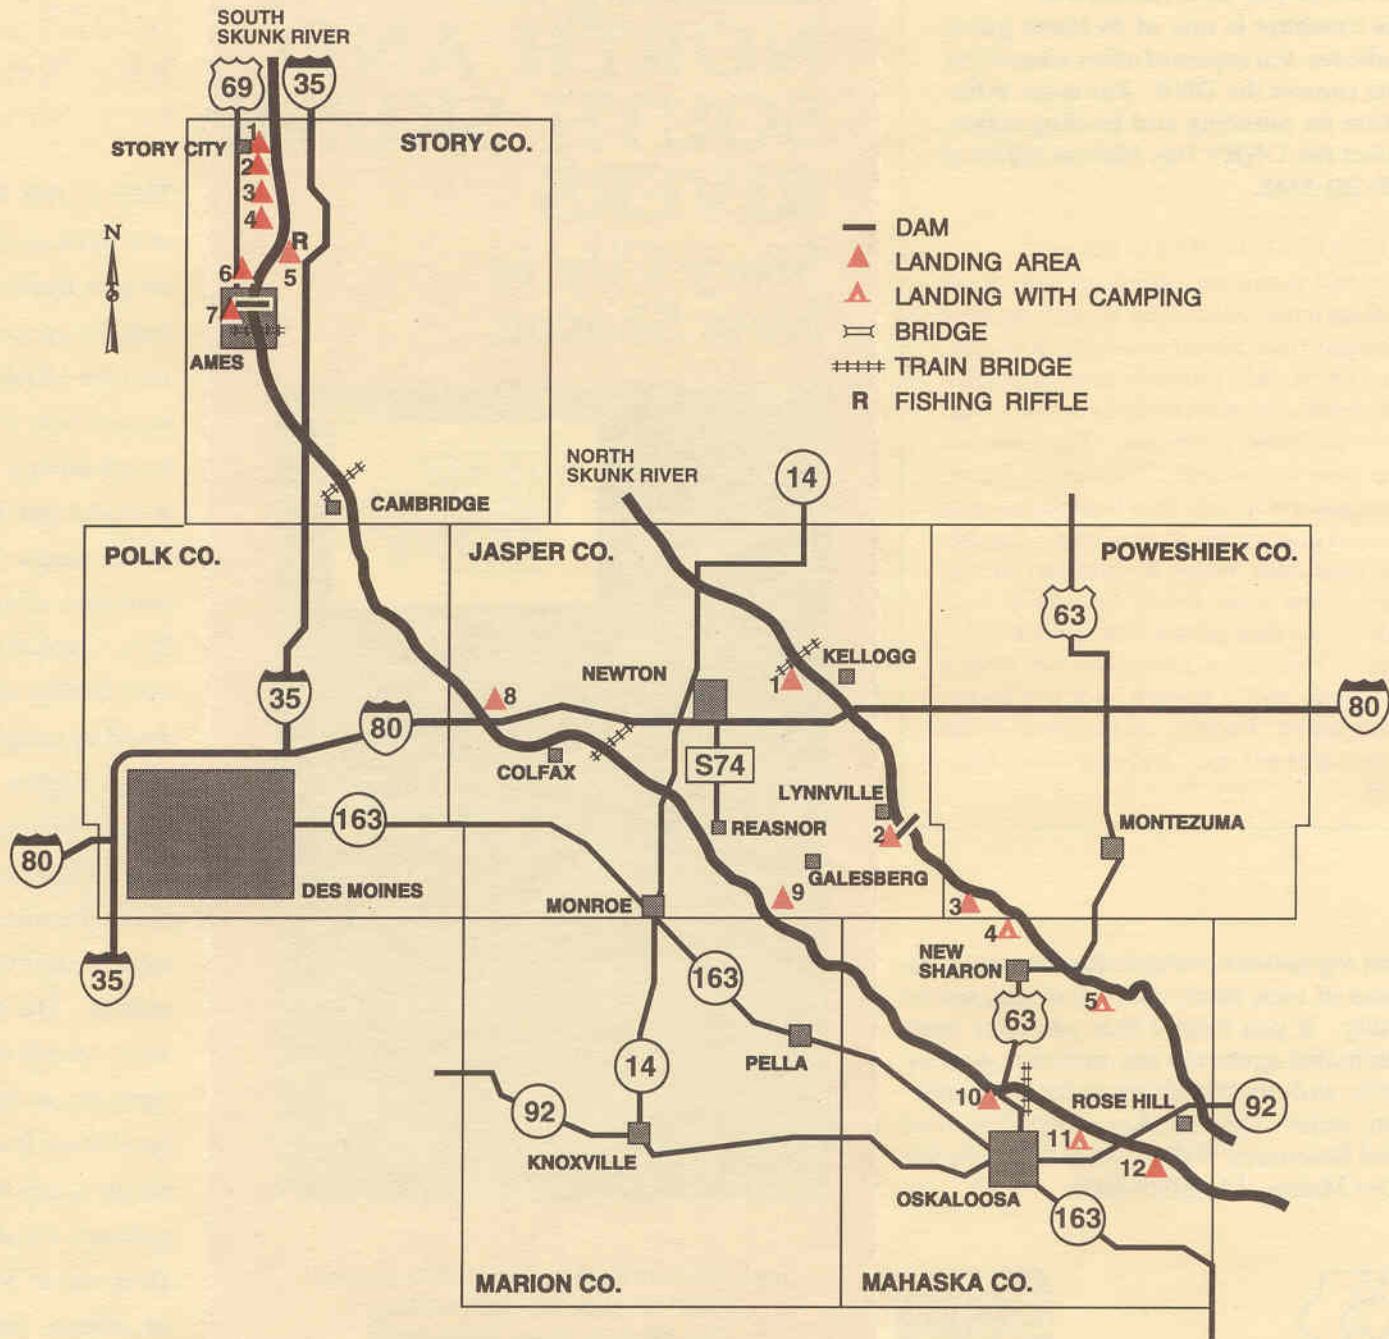 SOUTH
SKUNK RIVER
69
35
STORY CO.
STORY CITY
1
2
3
4
R
5
6
7
AMES
N
DAM
LANDING AREA
LANDING WITH CAMPING
BRIDGE
TRAIN BRIDGE
R FISHING RIFFLE
NORTH
SKUNK RIVER
14
CAMBRIDGE
POLK CO.
JASPER CO.
POWESHIEK CO.
63
KELLOGG
NEWTON
1
35
8
80
80
COLFAX
S74
LYNNVILLE
163
REASNOR
2
MONTEZUMA
80
GALESBERG
DES MOINES
MONROE
9
3
4
NEW
SHARON
35
163
5
63
PELLA
14
10
ROSE HILL
92
92
11
KNOXVILLE
12
OSKALOOSA
163
MARION CO.
MAHASKA CO.